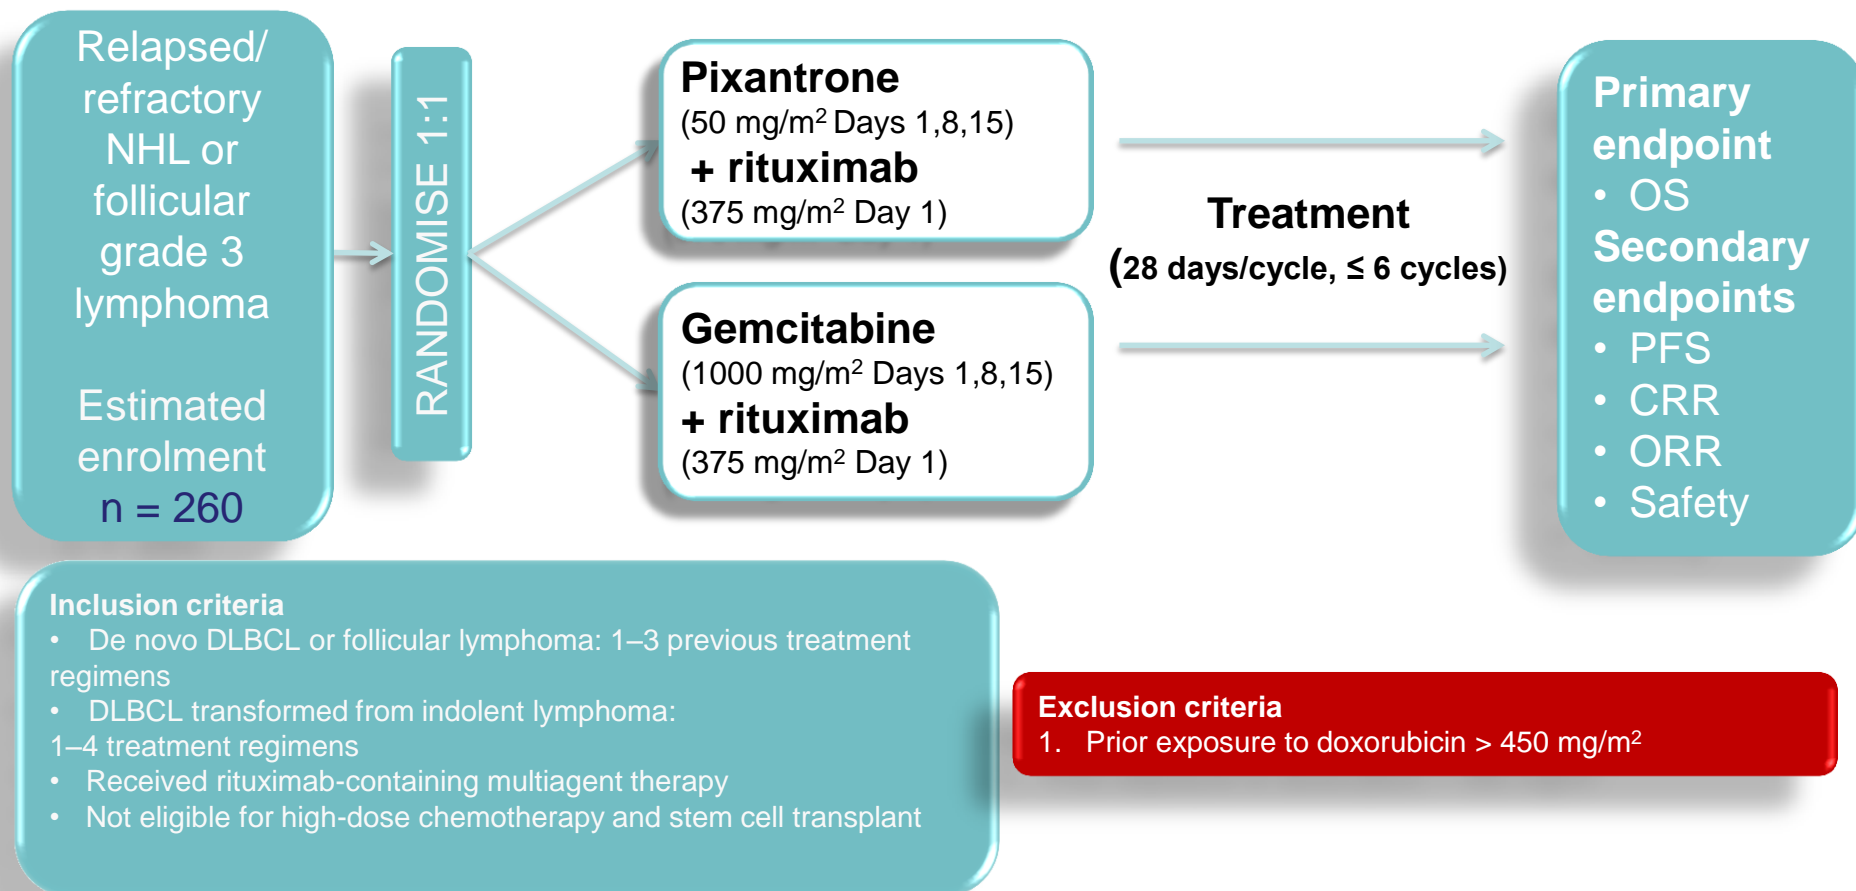 Relapsed/
refractory
NHL or
follicular
grade 3
lymphoma
Estimated
enrolment
n = 260
RANDOMISE 1:1
Pixantrone
(50 mg/m² Days 1,8,15)
+ rituximab
(375 mg/m² Day 1)
Gemcitabine
(1000 mg/m² Days 1,8,15)
+ rituximab
(375 mg/m² Day 1)
Treatment
(28 days/cycle, ≤ 6 cycles)
Primary
endpoint
• OS
Secondary
endpoints
• PFS
• CRR
• ORR
• Safety
Inclusion criteria
• De novo DLBCL or follicular lymphoma: 1–3 previous treatment
regimens
• DLBCL transformed from indolent lymphoma:
1–4 treatment regimens
• Received rituximab-containing multiagent therapy
• Not eligible for high-dose chemotherapy and stem cell transplant
Exclusion criteria
1. Prior exposure to doxorubicin > 450 mg/m²